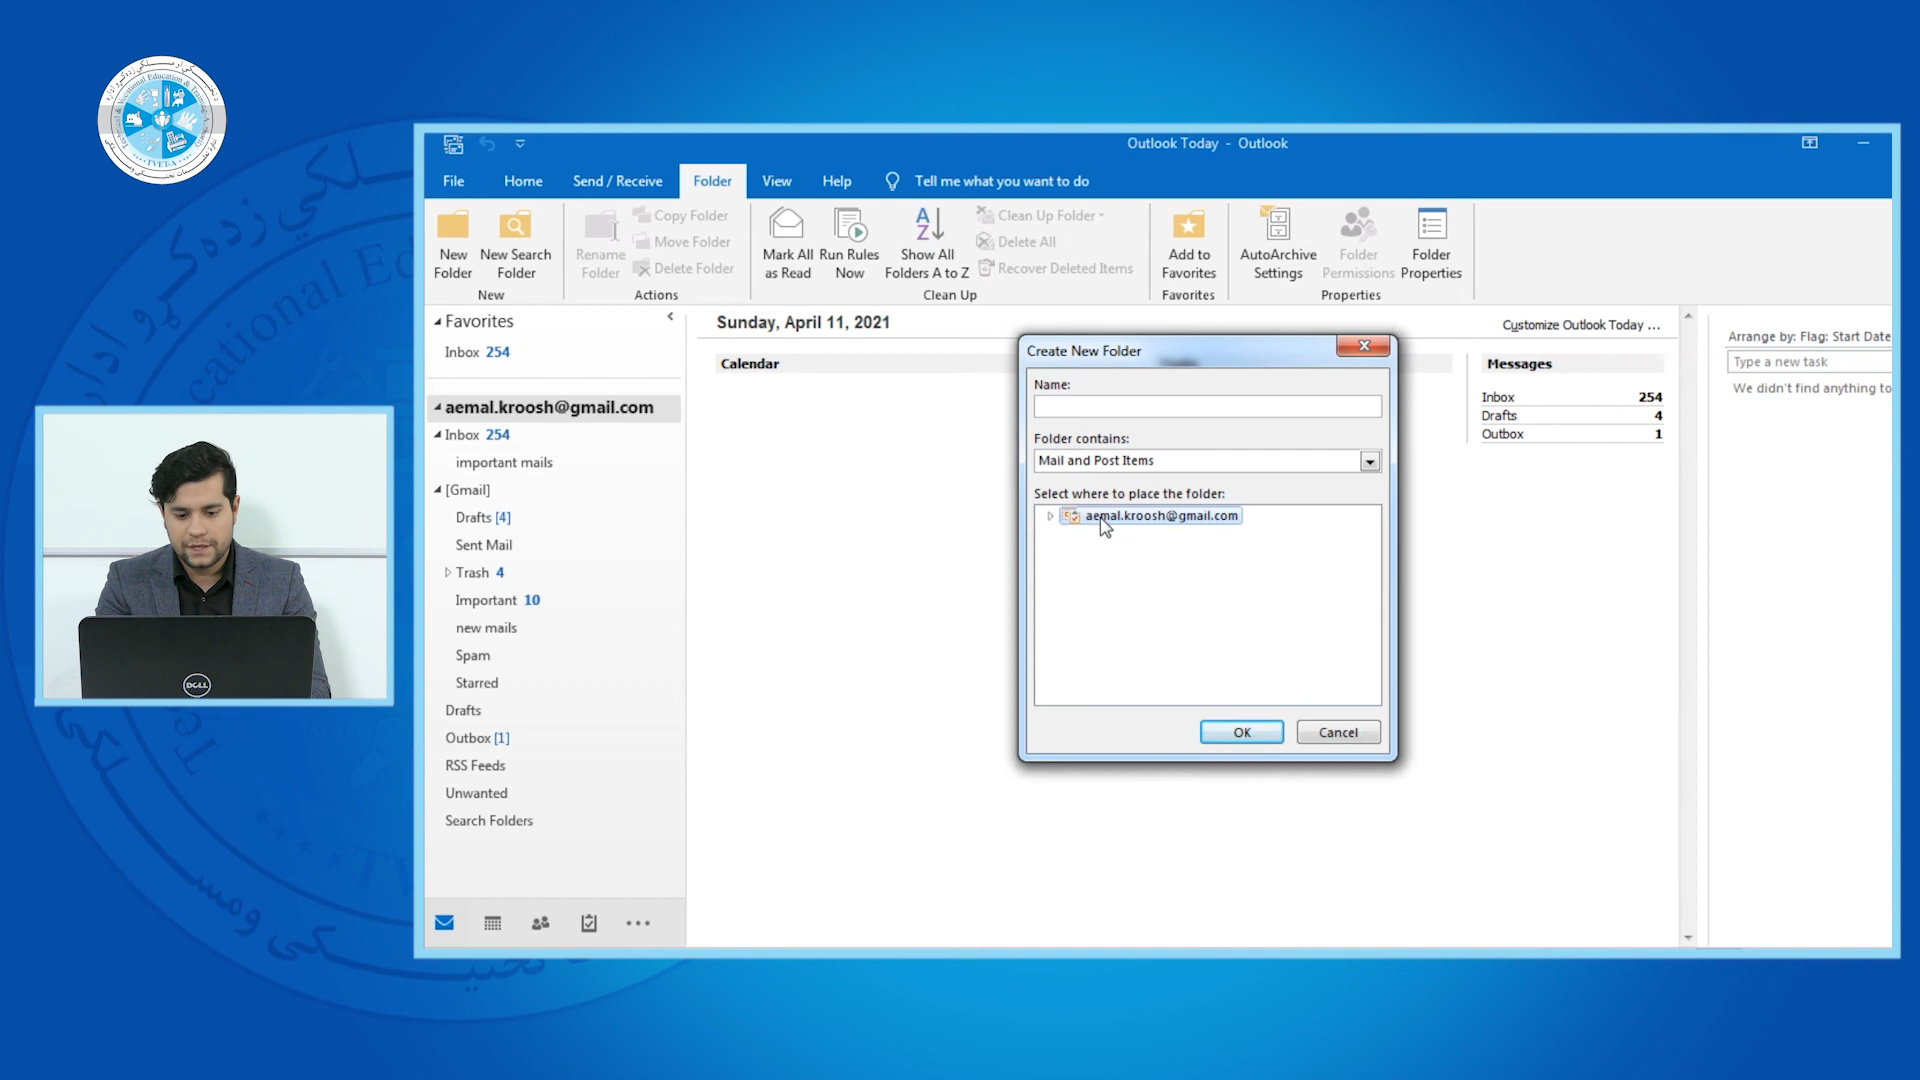 Technical & Vocational Education & Training-A
TVET-A
Outlook Today - Outlook
File Home Send / Receive Folder View Help Tell me what you want to do
New Folder
New Search Folder
New
Rename Folder
Copy Folder
Move Folder
Delete Folder
Actions
Mark All as Read
Run Rules Now
Show All Folders A to Z
Clean Up Folder
Delete All
Recover Deleted Items
Clean Up
Add to Favorites
Favorites
AutoArchive Settings
Folder Permissions
Folder Properties
Properties
Favorites
Inbox 254
aemal.kroosh@gmail.com
Inbox 254
important mails
[Gmail]
Drafts [4]
Sent Mail
Trash 4
Important 10
new mails
Spam
Starred
Drafts
Outbox [1]
RSS Feeds
Unwanted
Search Folders
Sunday, April 11, 2021
Customize Outlook Today ...
Calendar
Messages
Inbox 254
Drafts 4
Outbox 1
Create New Folder
Name:
Folder contains:
Mail and Post Items
Select where to place the folder:
aemal.kroosh@gmail.com
OK Cancel
Arrange by: Flag: Start Date
Type a new task
We didn't find anything to
DELL